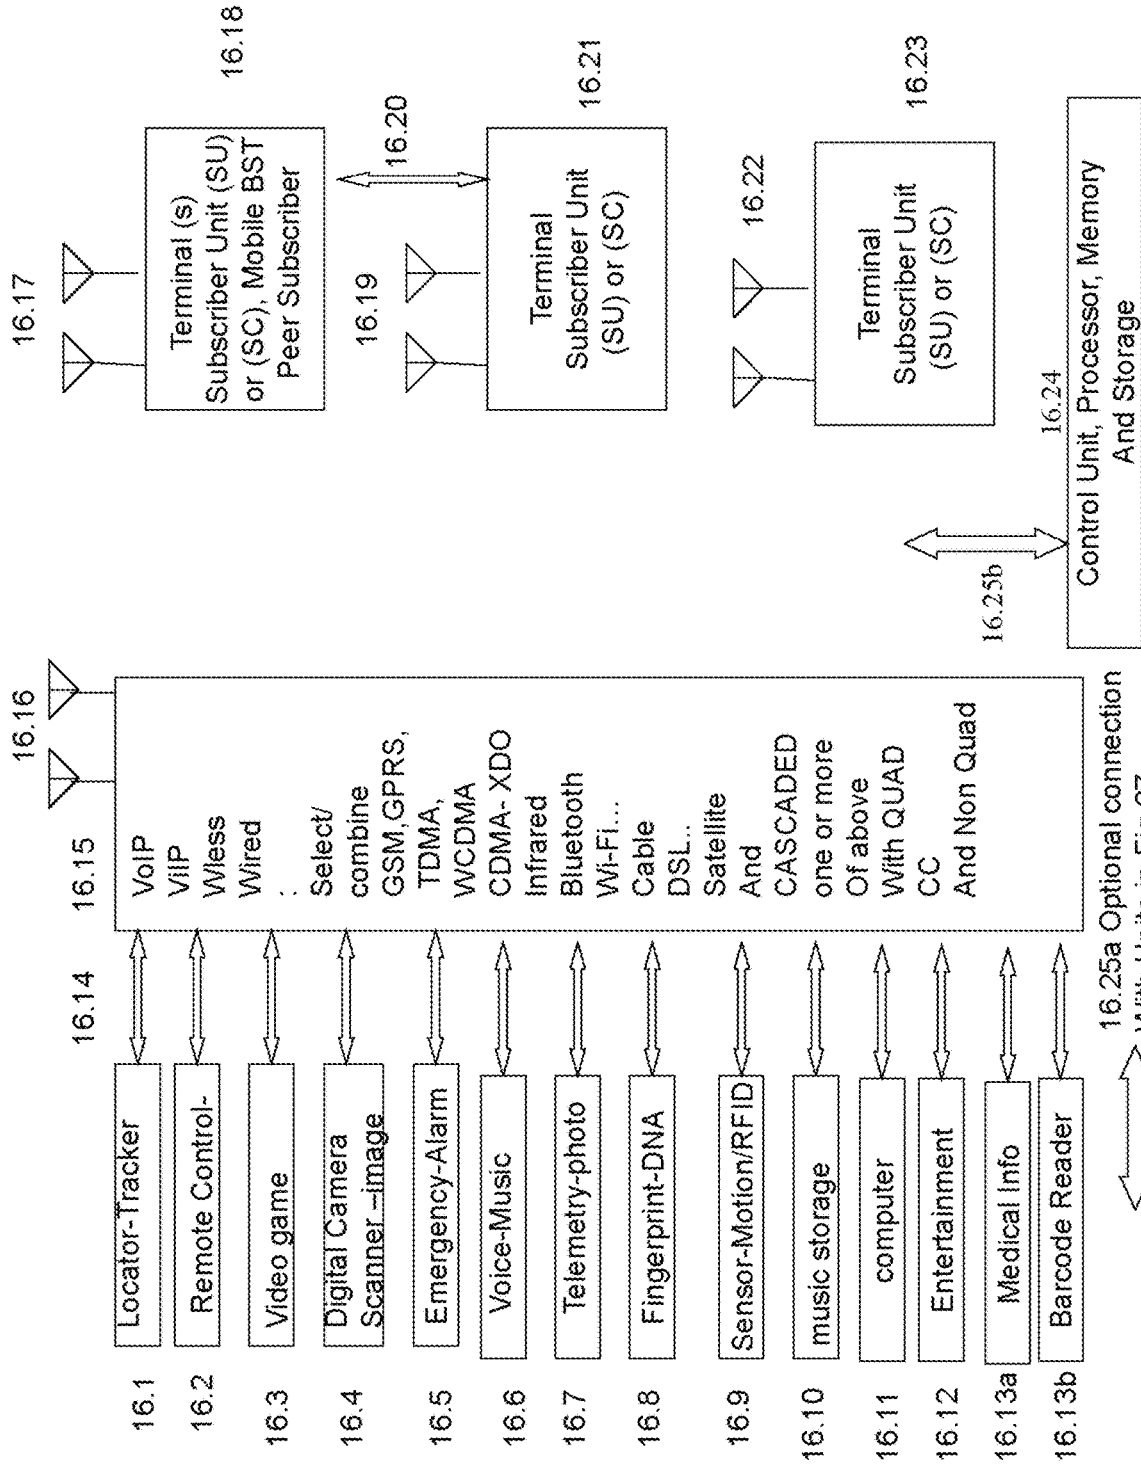 16.1
Locator-Tracker
16.2
Remote Control-
16.3
Video game
16.4
Digital Camera
Scanner –image
16.5
Emergency-Alarm
16.6
Voice-Music
16.7
Telemetry-photo
16.8
Fingerprint-DNA
16.9
Sensor-Motion/RFID
16.10
music storage
16.11
computer
16.12
Entertainment
16.13a
Medical Info
16.13b
Barcode Reader
16.14
16.15
16.16
VoIP
ViIP
Wless
Wired
:
Select/
combine
GSM,GPRS,
TDMA,
WCDMA
CDMA- XDO
Infrared
Bluetooth
Wi-Fi...
Cable
DSL..
Satellite
And
CASCADED
one or more
Of above
With QUAD
CC
And Non Quad
16.25a Optional connection
With Units in Fig
16.17
Terminal (s)
Subscriber Unit (SU)
or (SC), Mobile BST
Peer Subscriber
16.18
16.19
16.20
Terminal
Subscriber Unit
(SU) or (SC)
16.21
16.22
Terminal
Subscriber Unit
(SU) or (SC)
16.23
16.24
16.25b
Control Unit, Processor, Memory
And Storage